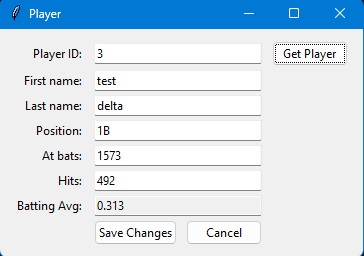 Player
Player ID: 3 Get Player
First name: test
Last name: delta
Position: 1B
At bats: 1573
Hits: 492
Batting Avg: 0.313
Save Changes Cancel